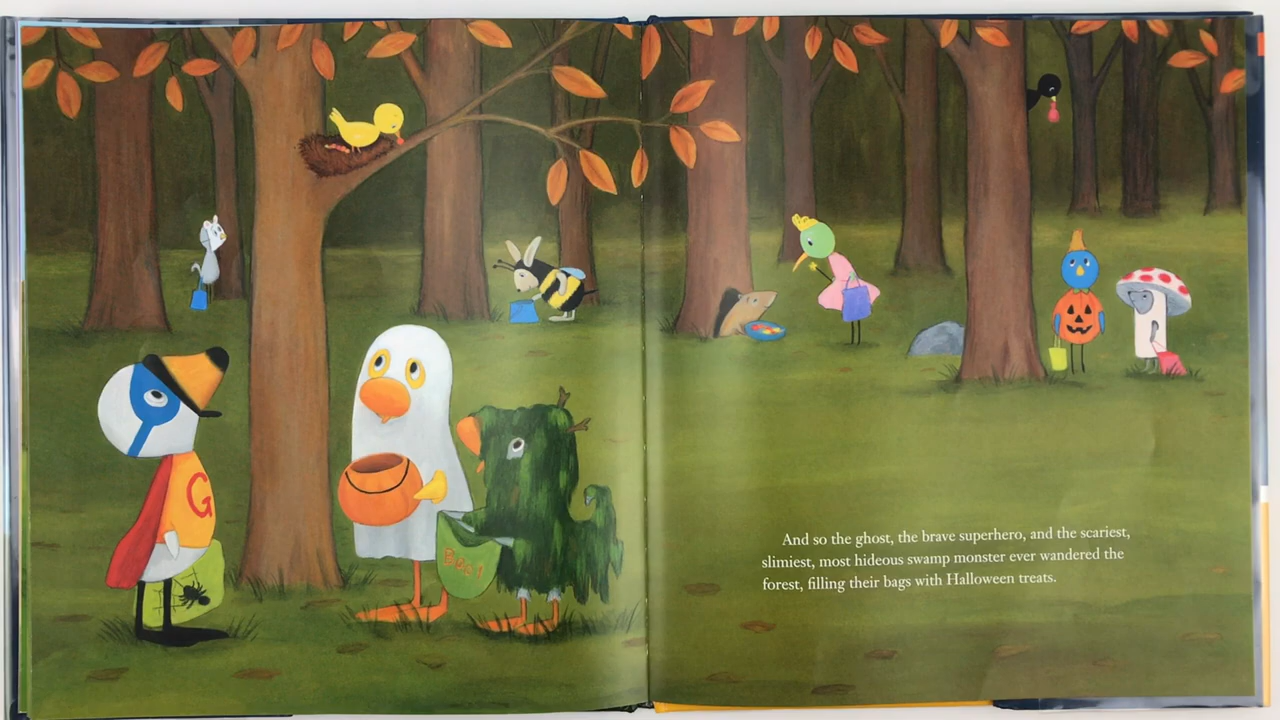 G
Boo!
And so the ghost, the brave superhero, and the scariest,
slimiest, most hideous swamp monster ever wandered the
forest, filling their bags with Halloween treats.